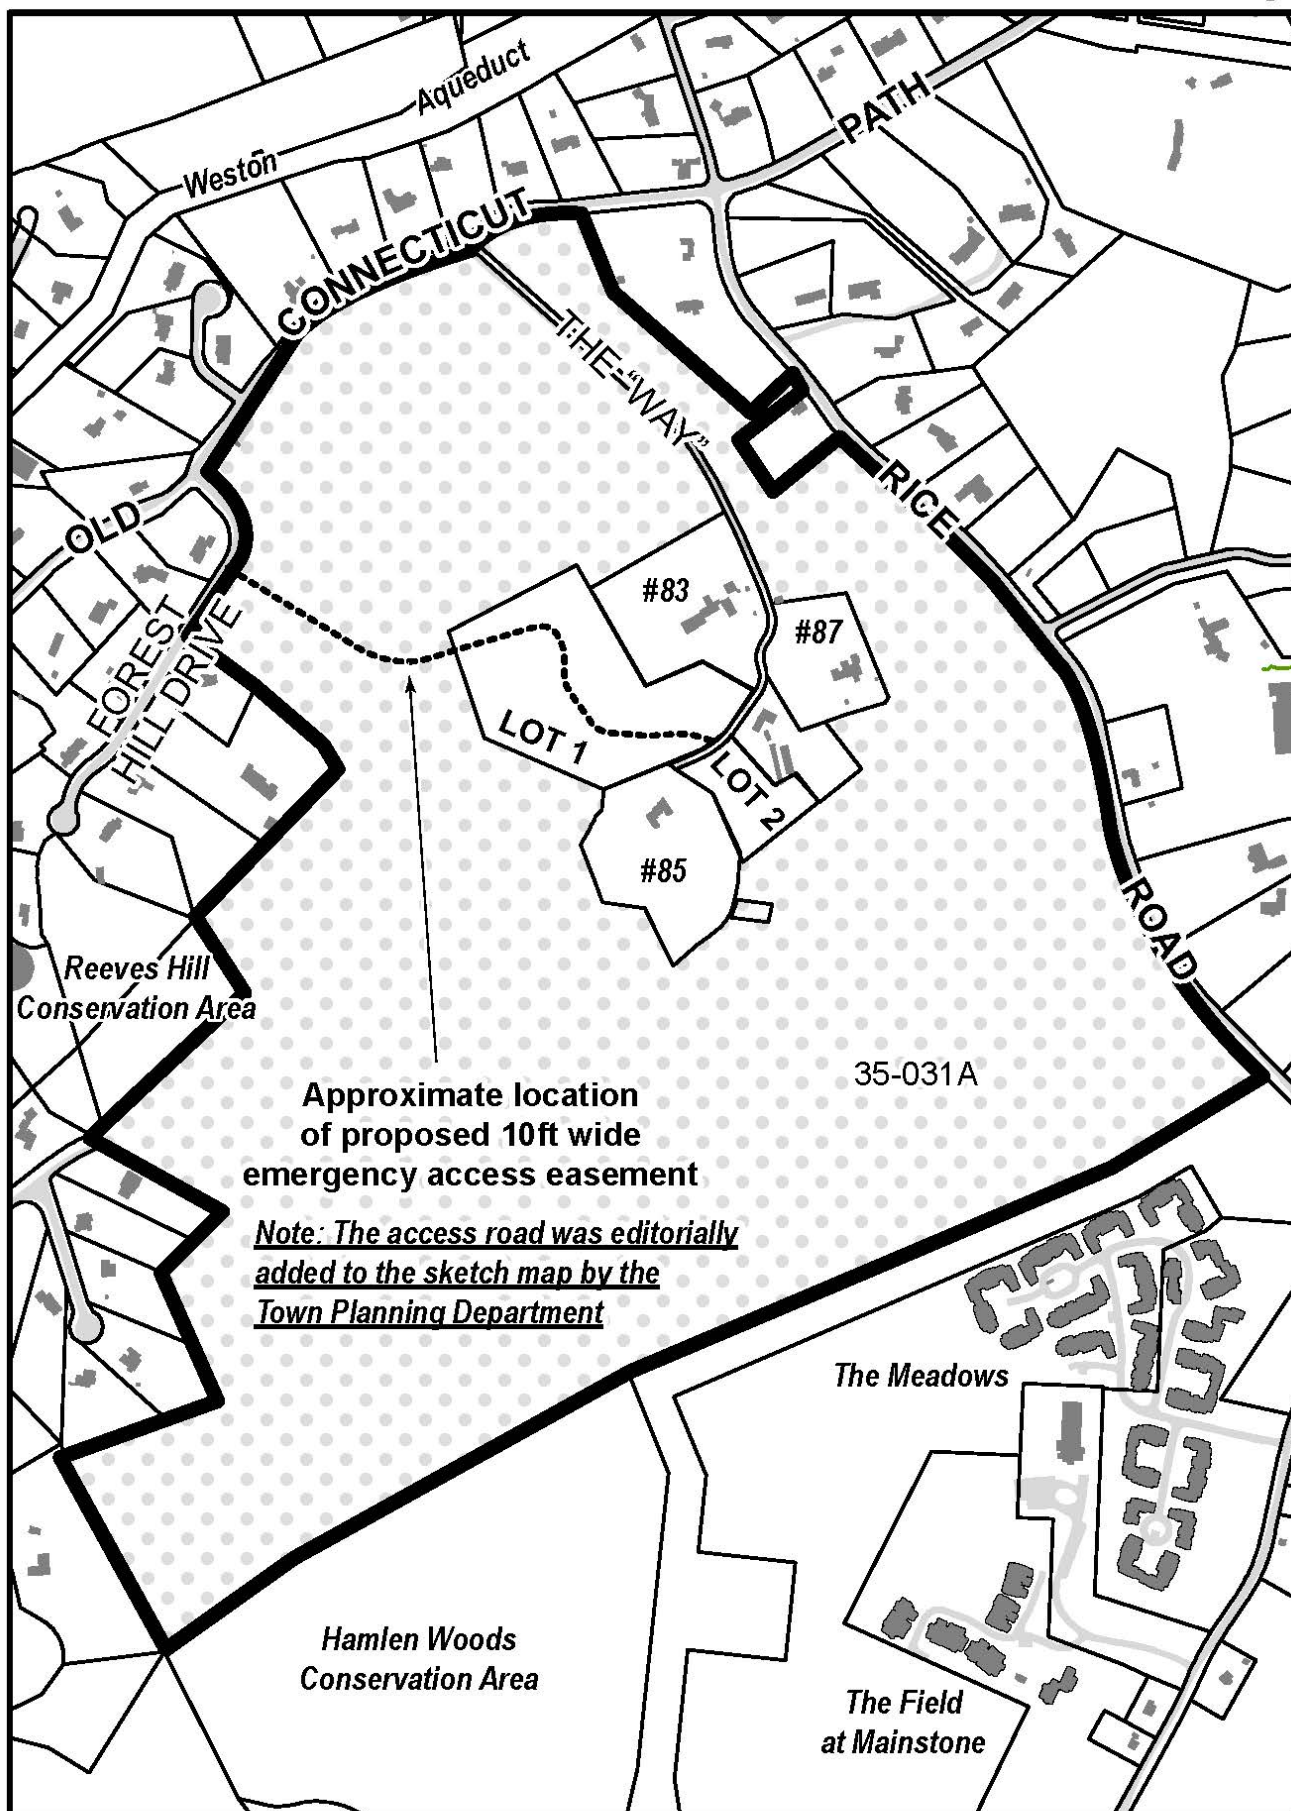 Weston Aqueduct
OLD CONNECTICUT PATH
THE "WAY"
RICE ROAD
FOREST
HILL DRIVE
#83
#87
LOT 1
LOT 2
#85
Reeves Hill
Conservation Area
35-031A
Approximate location
of proposed 10ft wide
emergency access easement
Note: The access road was editorially
added to the sketch map by the
Town Planning Department
The Meadows
Hamlen Woods
Conservation Area
The Field
at Mainstone